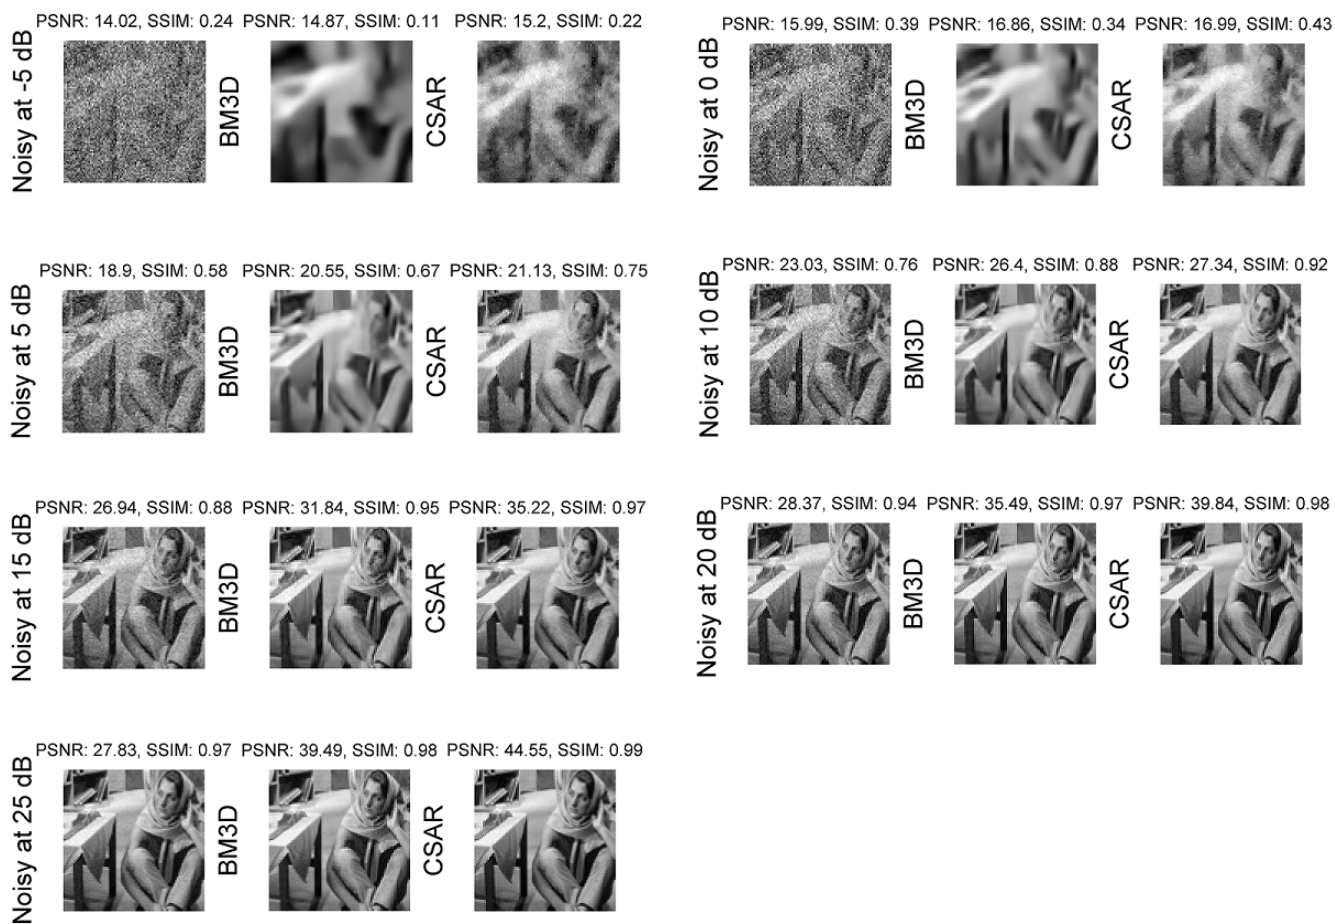 PSNR: 14.02, SSIM: 0.24 PSNR: 14.87, SSIM: 0.11 PSNR: 15.2, SSIM: 0.22
Noisy at -5 dB
BM3D
CSAR
PSNR: 15.99, SSIM: 0.39 PSNR: 16.86, SSIM: 0.34 PSNR: 16.99, SSIM: 0.43
Noisy at 0 dB
BM3D
CSAR
PSNR: 18.9, SSIM: 0.58 PSNR: 20.55, SSIM: 0.67 PSNR: 21.13, SSIM: 0.75
Noisy at 5 dB
BM3D
CSAR
PSNR: 23.03, SSIM: 0.76 PSNR: 26.4, SSIM: 0.88 PSNR: 27.34, SSIM: 0.92
Noisy at 10 dB
BM3D
CSAR
PSNR: 26.94, SSIM: 0.88 PSNR: 31.84, SSIM: 0.95 PSNR: 35.22, SSIM: 0.97
Noisy at 15 dB
BM3D
CSAR
PSNR: 28.37, SSIM: 0.94 PSNR: 35.49, SSIM: 0.97 PSNR: 39.84, SSIM: 0.98
Noisy at 20 dB
BM3D
CSAR
PSNR: 27.83, SSIM: 0.97 PSNR: 39.49, SSIM: 0.98 PSNR: 44.55, SSIM: 0.99
Noisy at 25 dB
BM3D
CSAR